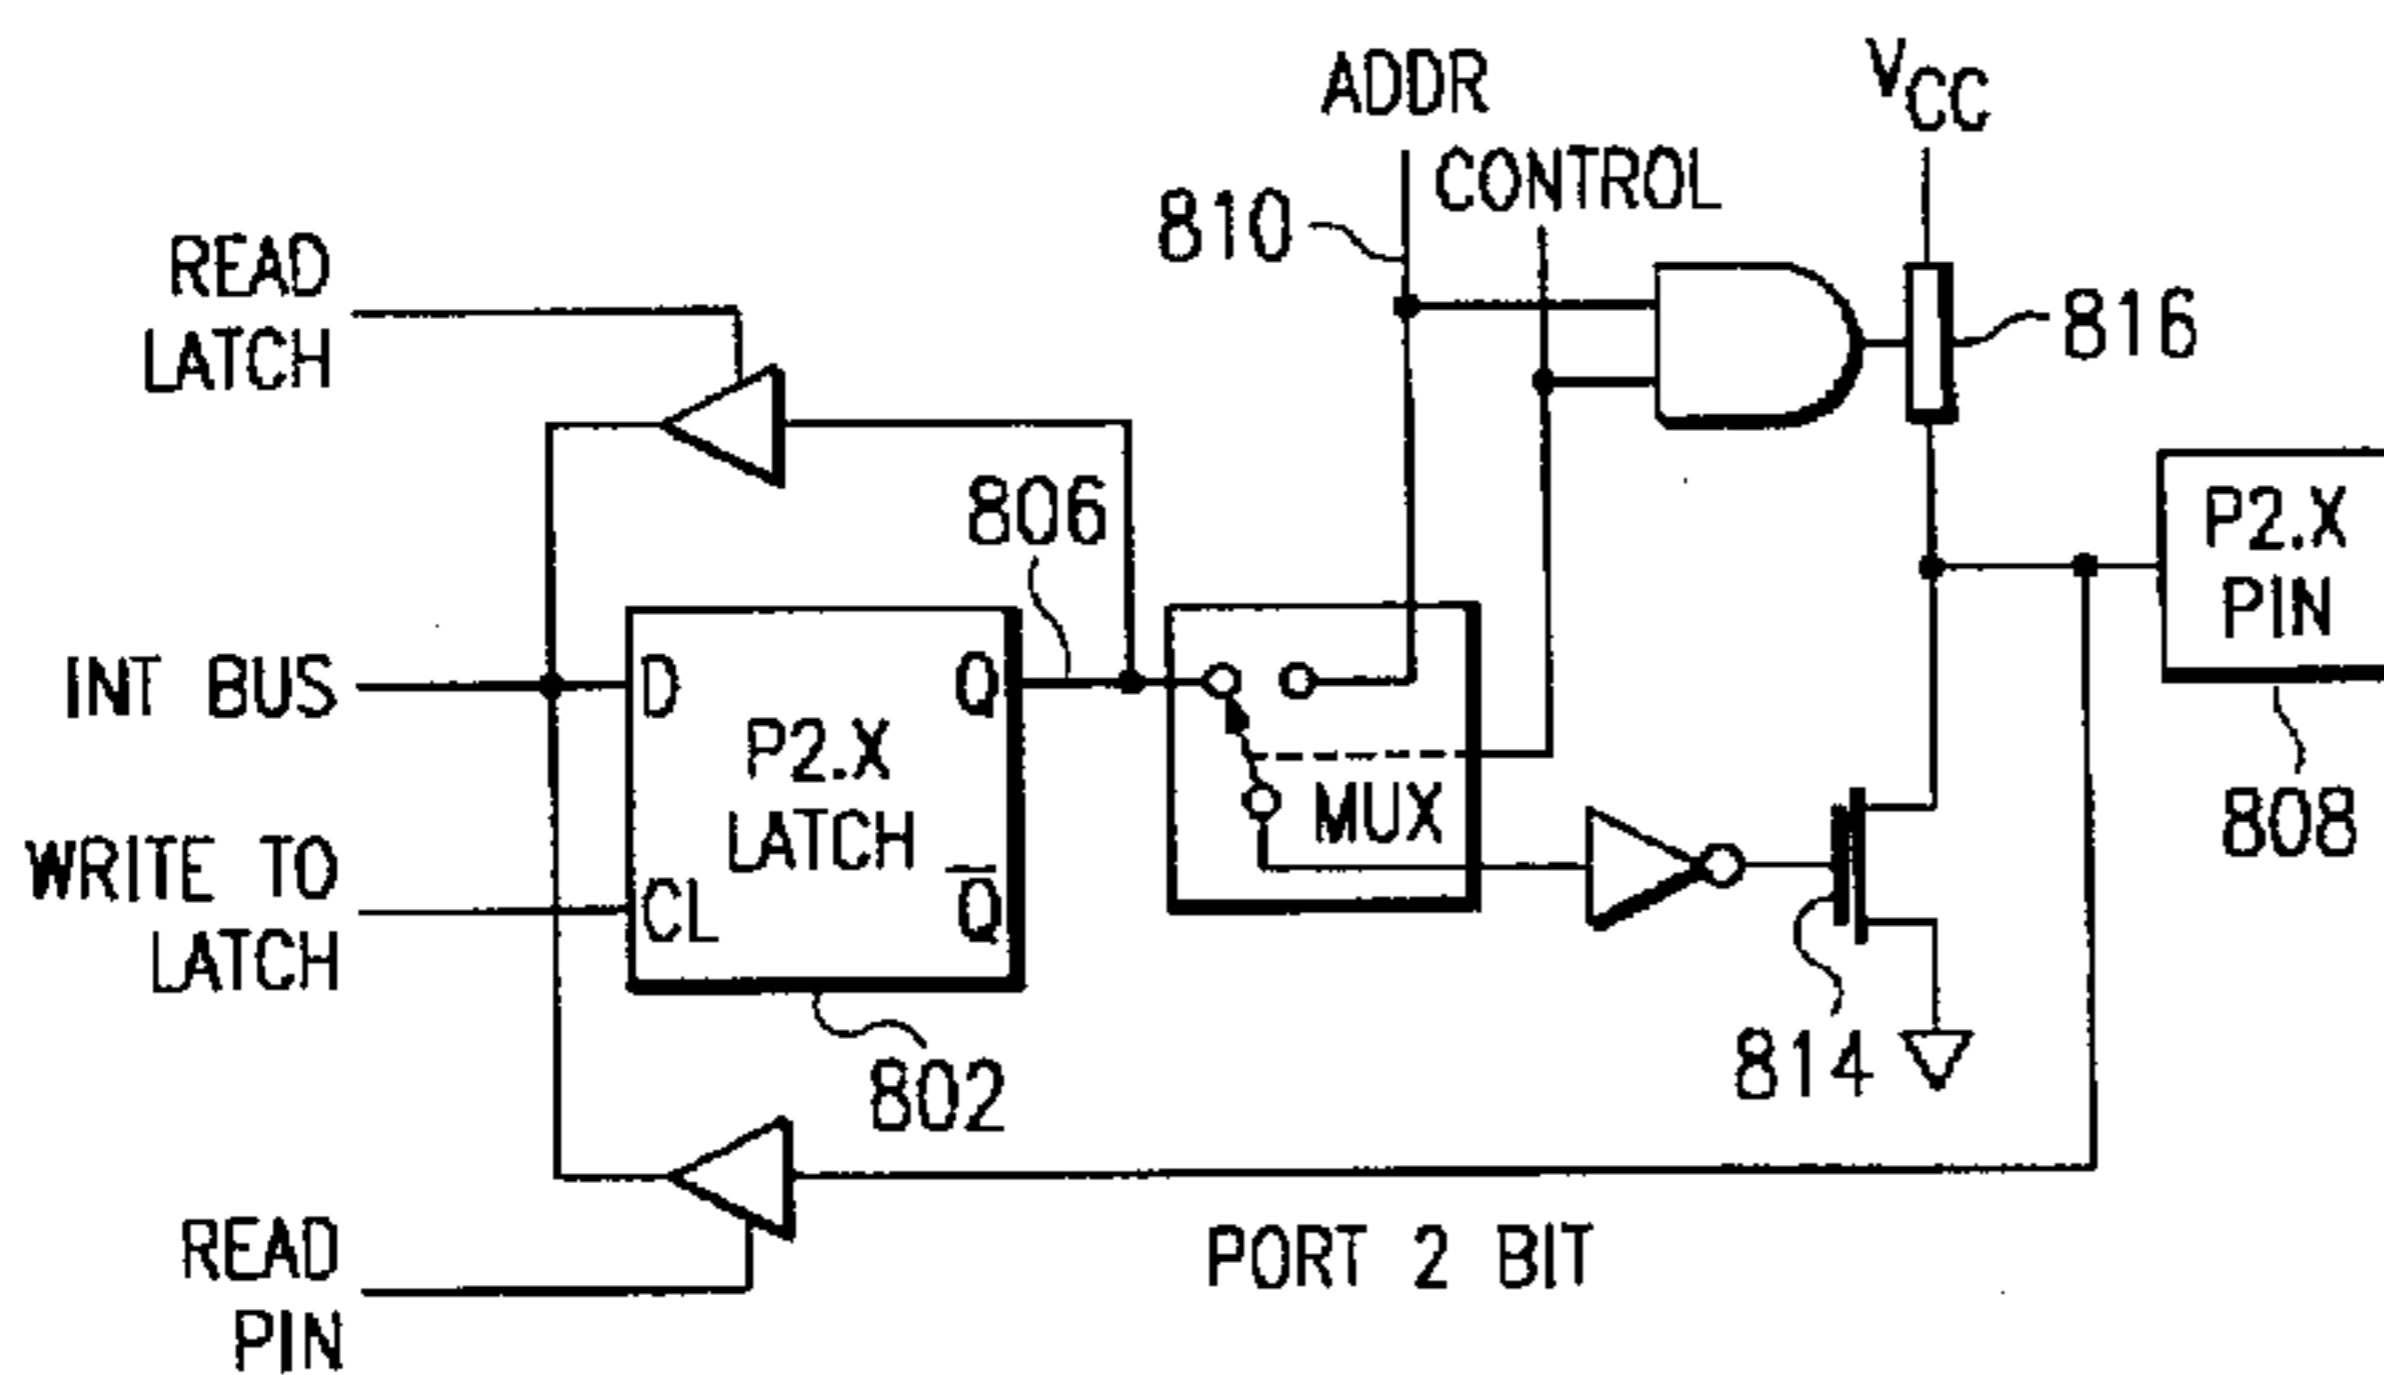 ADDR
V_CC
CONTROL
810
READ
LATCH
816
806
P2.X
PIN
INT BUS
D
Q
P2.X
LATCH
MUX
808
WRITE TO
LATCH
CL
Q̅
814
802
READ
PIN
PORT 2 BIT